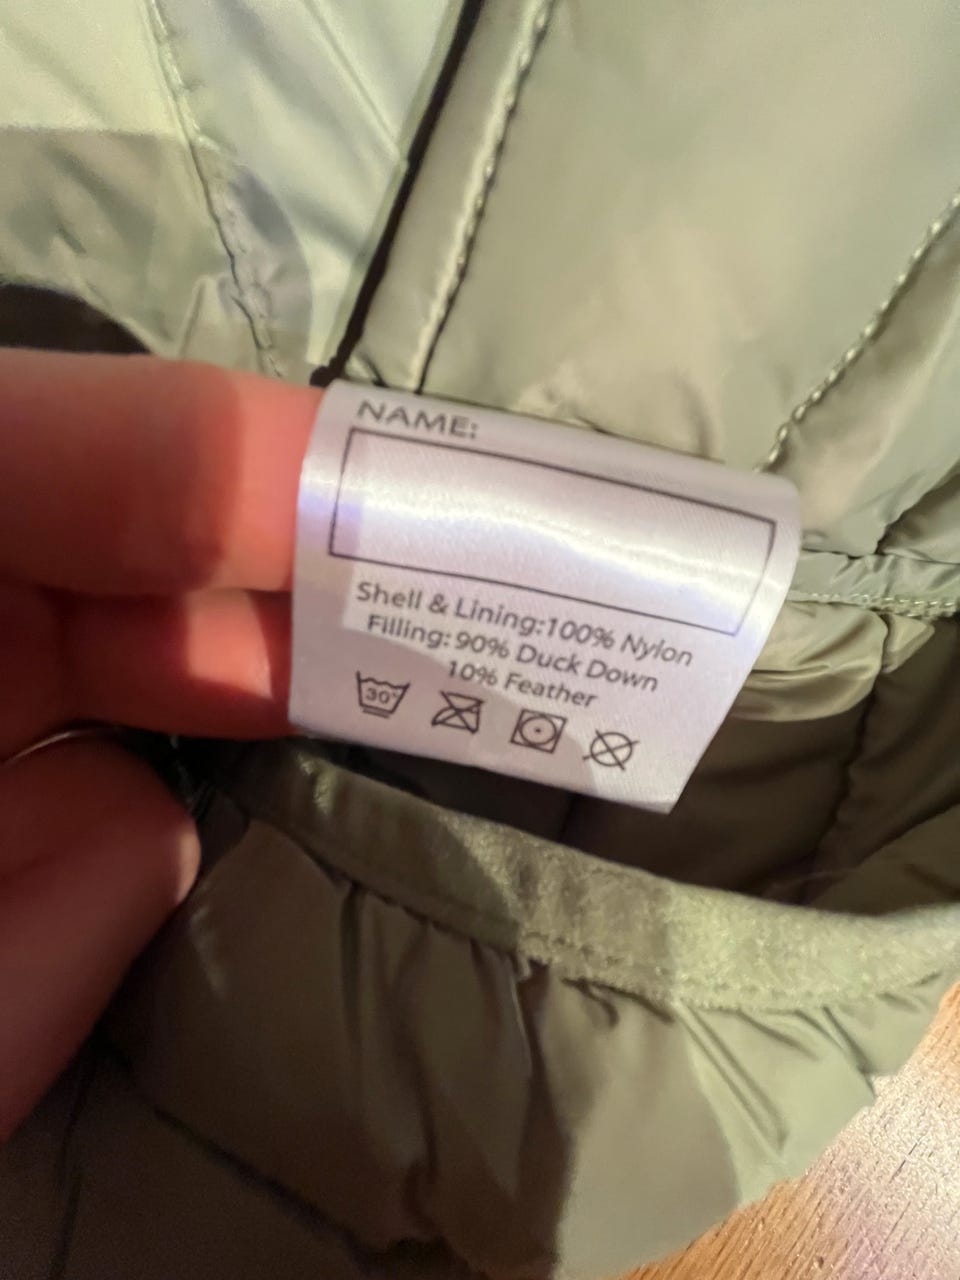 NAME:
Shell & Lining:100% Nylon
Filling: 90% Duck Down
10% Feather
30°